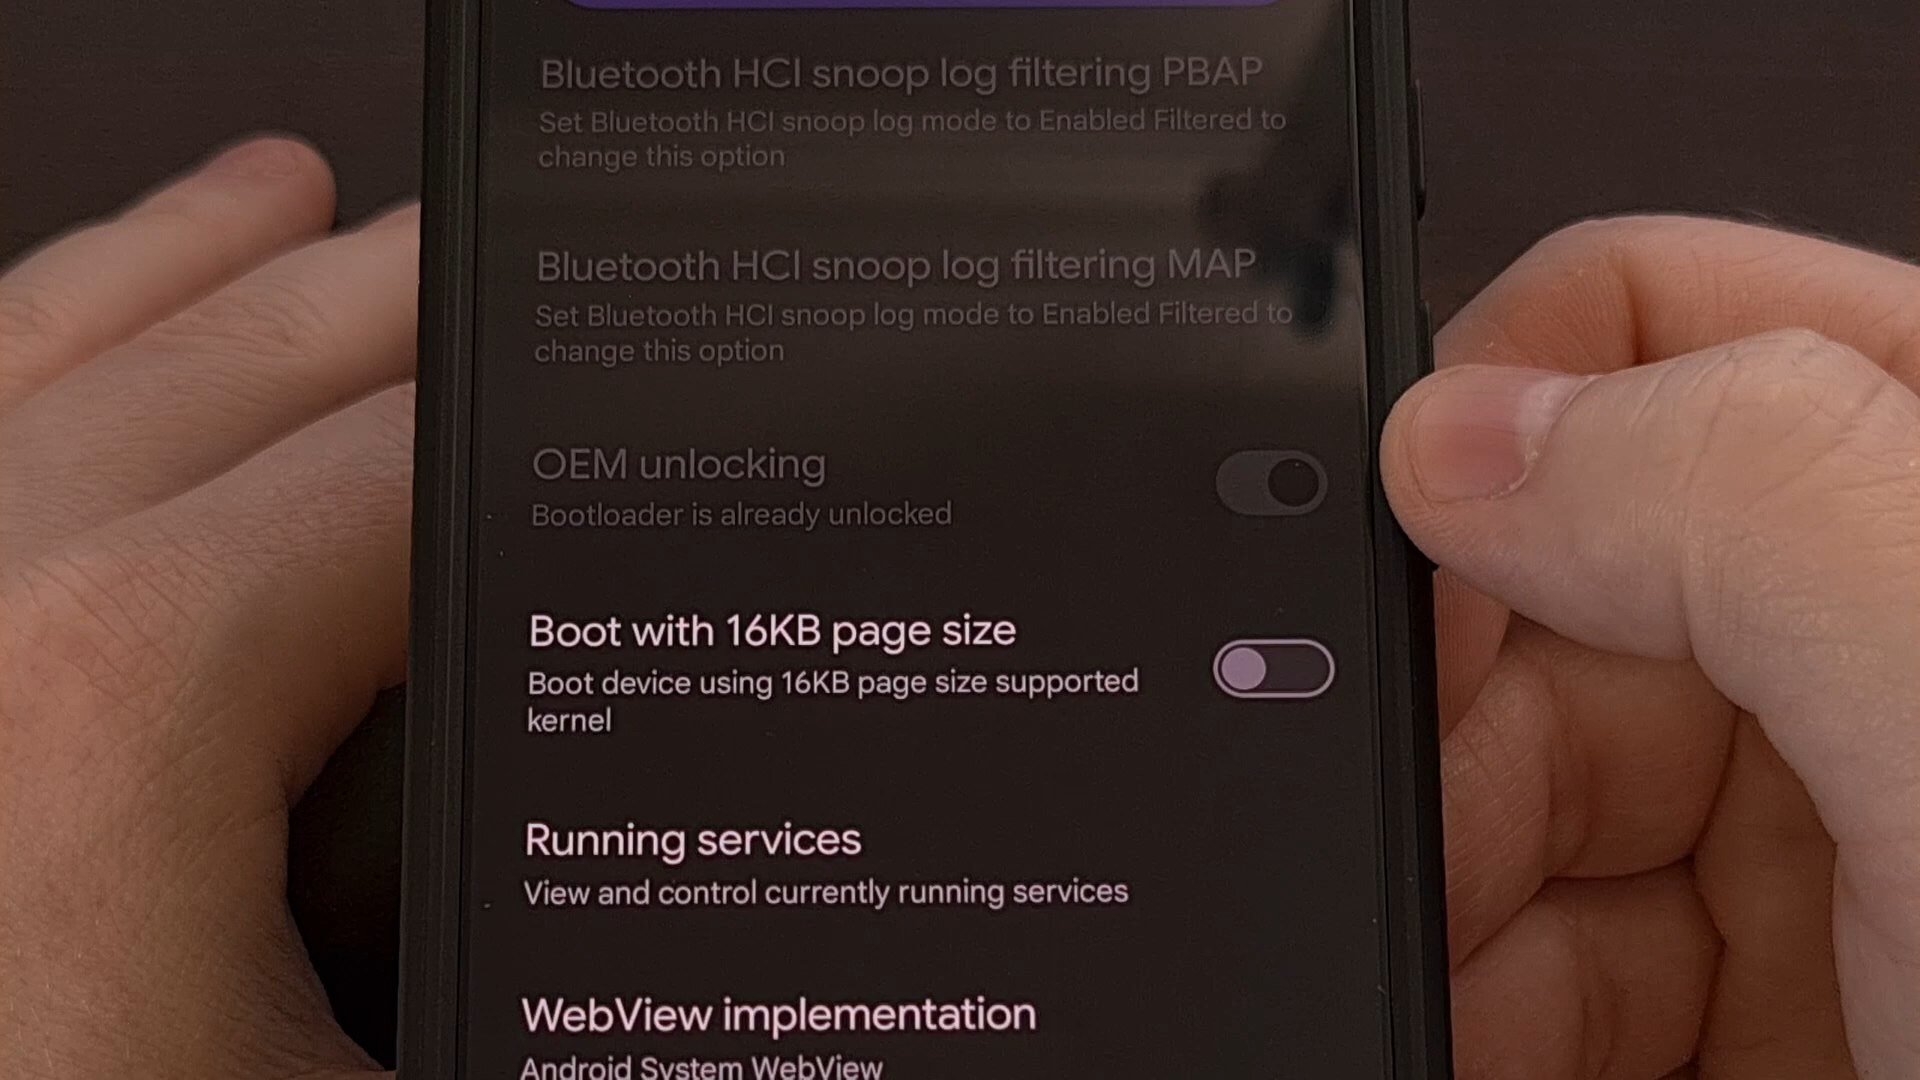 Bluetooth HCI snoop log filtering PBAP
Set Bluetooth HCI snoop log mode to Enabled Filtered to
change this option
Bluetooth HCI snoop log filtering MAP
Set Bluetooth HCI snoop log mode to Enabled Filtered to
change this option
OEM unlocking
Bootloader is already unlocked
Boot with 16KB page size
Boot device using 16KB page size supported
kernel
Running services
View and control currently running services
WebView implementation
Android System WebView